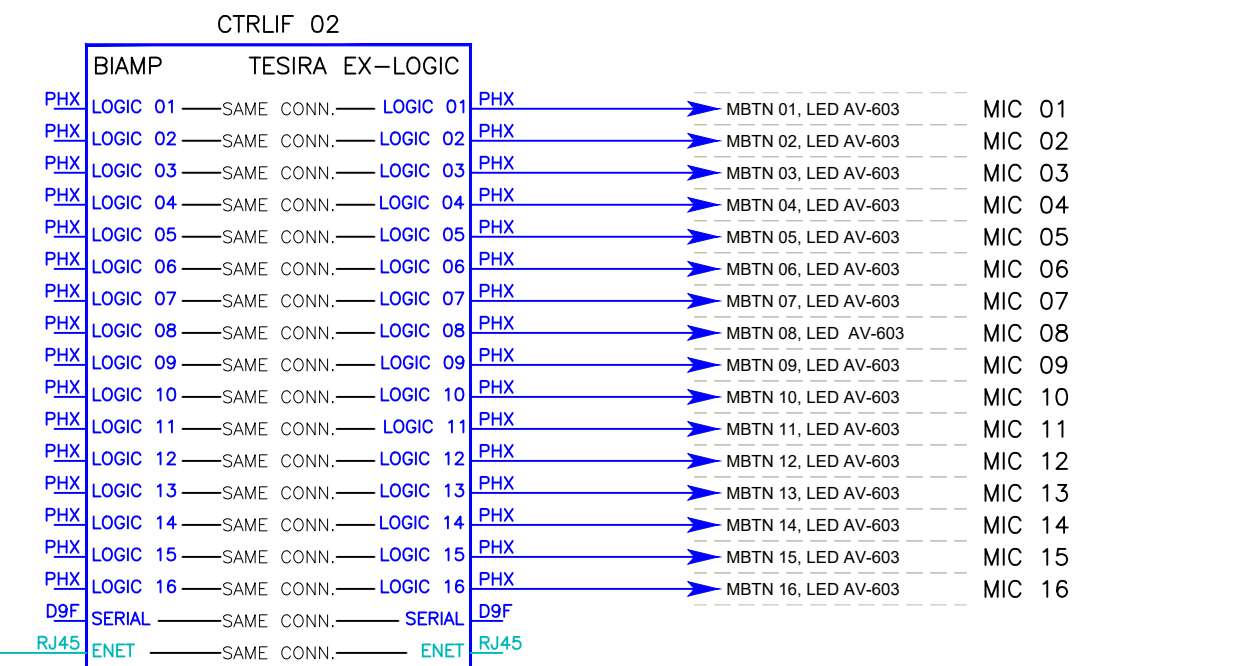 CTRLIF 02
BIAMP TESIRA EX-LOGIC
PHX LOGIC 01 SAME CONN. LOGIC 01 PHX MBTN 01, LED AV-603 MIC 01
PHX LOGIC 02 SAME CONN. LOGIC 02 PHX MBTN 02, LED AV-603 MIC 02
PHX LOGIC 03 SAME CONN. LOGIC 03 PHX MBTN 03, LED AV-603 MIC 03
PHX LOGIC 04 SAME CONN. LOGIC 04 PHX MBTN 04, LED AV-603 MIC 04
PHX LOGIC 05 SAME CONN. LOGIC 05 PHX MBTN 05, LED AV-603 MIC 05
PHX LOGIC 06 SAME CONN. LOGIC 06 PHX MBTN 06, LED AV-603 MIC 06
PHX LOGIC 07 SAME CONN. LOGIC 07 PHX MBTN 07, LED AV-603 MIC 07
PHX LOGIC 08 SAME CONN. LOGIC 08 PHX MBTN 08, LED AV-603 MIC 08
PHX LOGIC 09 SAME CONN. LOGIC 09 PHX MBTN 09, LED AV-603 MIC 09
PHX LOGIC 10 SAME CONN. LOGIC 10 PHX MBTN 10, LED AV-603 MIC 10
PHX LOGIC 11 SAME CONN. LOGIC 11 PHX MBTN 11, LED AV-603 MIC 11
PHX LOGIC 12 SAME CONN. LOGIC 12 PHX MBTN 12, LED AV-603 MIC 12
PHX LOGIC 13 SAME CONN. LOGIC 13 PHX MBTN 13, LED AV-603 MIC 13
PHX LOGIC 14 SAME CONN. LOGIC 14 PHX MBTN 14, LED AV-603 MIC 14
PHX LOGIC 15 SAME CONN. LOGIC 15 PHX MBTN 15, LED AV-603 MIC 15
PHX LOGIC 16 SAME CONN. LOGIC 16 PHX MBTN 16, LED AV-603 MIC 16
D9F SERIAL SAME CONN. SERIAL D9F
RJ45 ENET SAME CONN. ENET RJ45